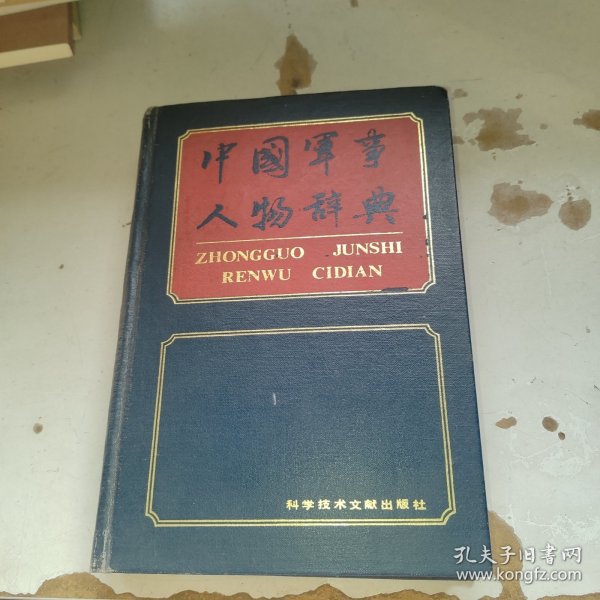 中國軍事
人物辞典
ZHONGGUO JUNSHI
RENWU CIDIAN
科学技术文献出版社
孔夫子旧书网
www.kongfz.com